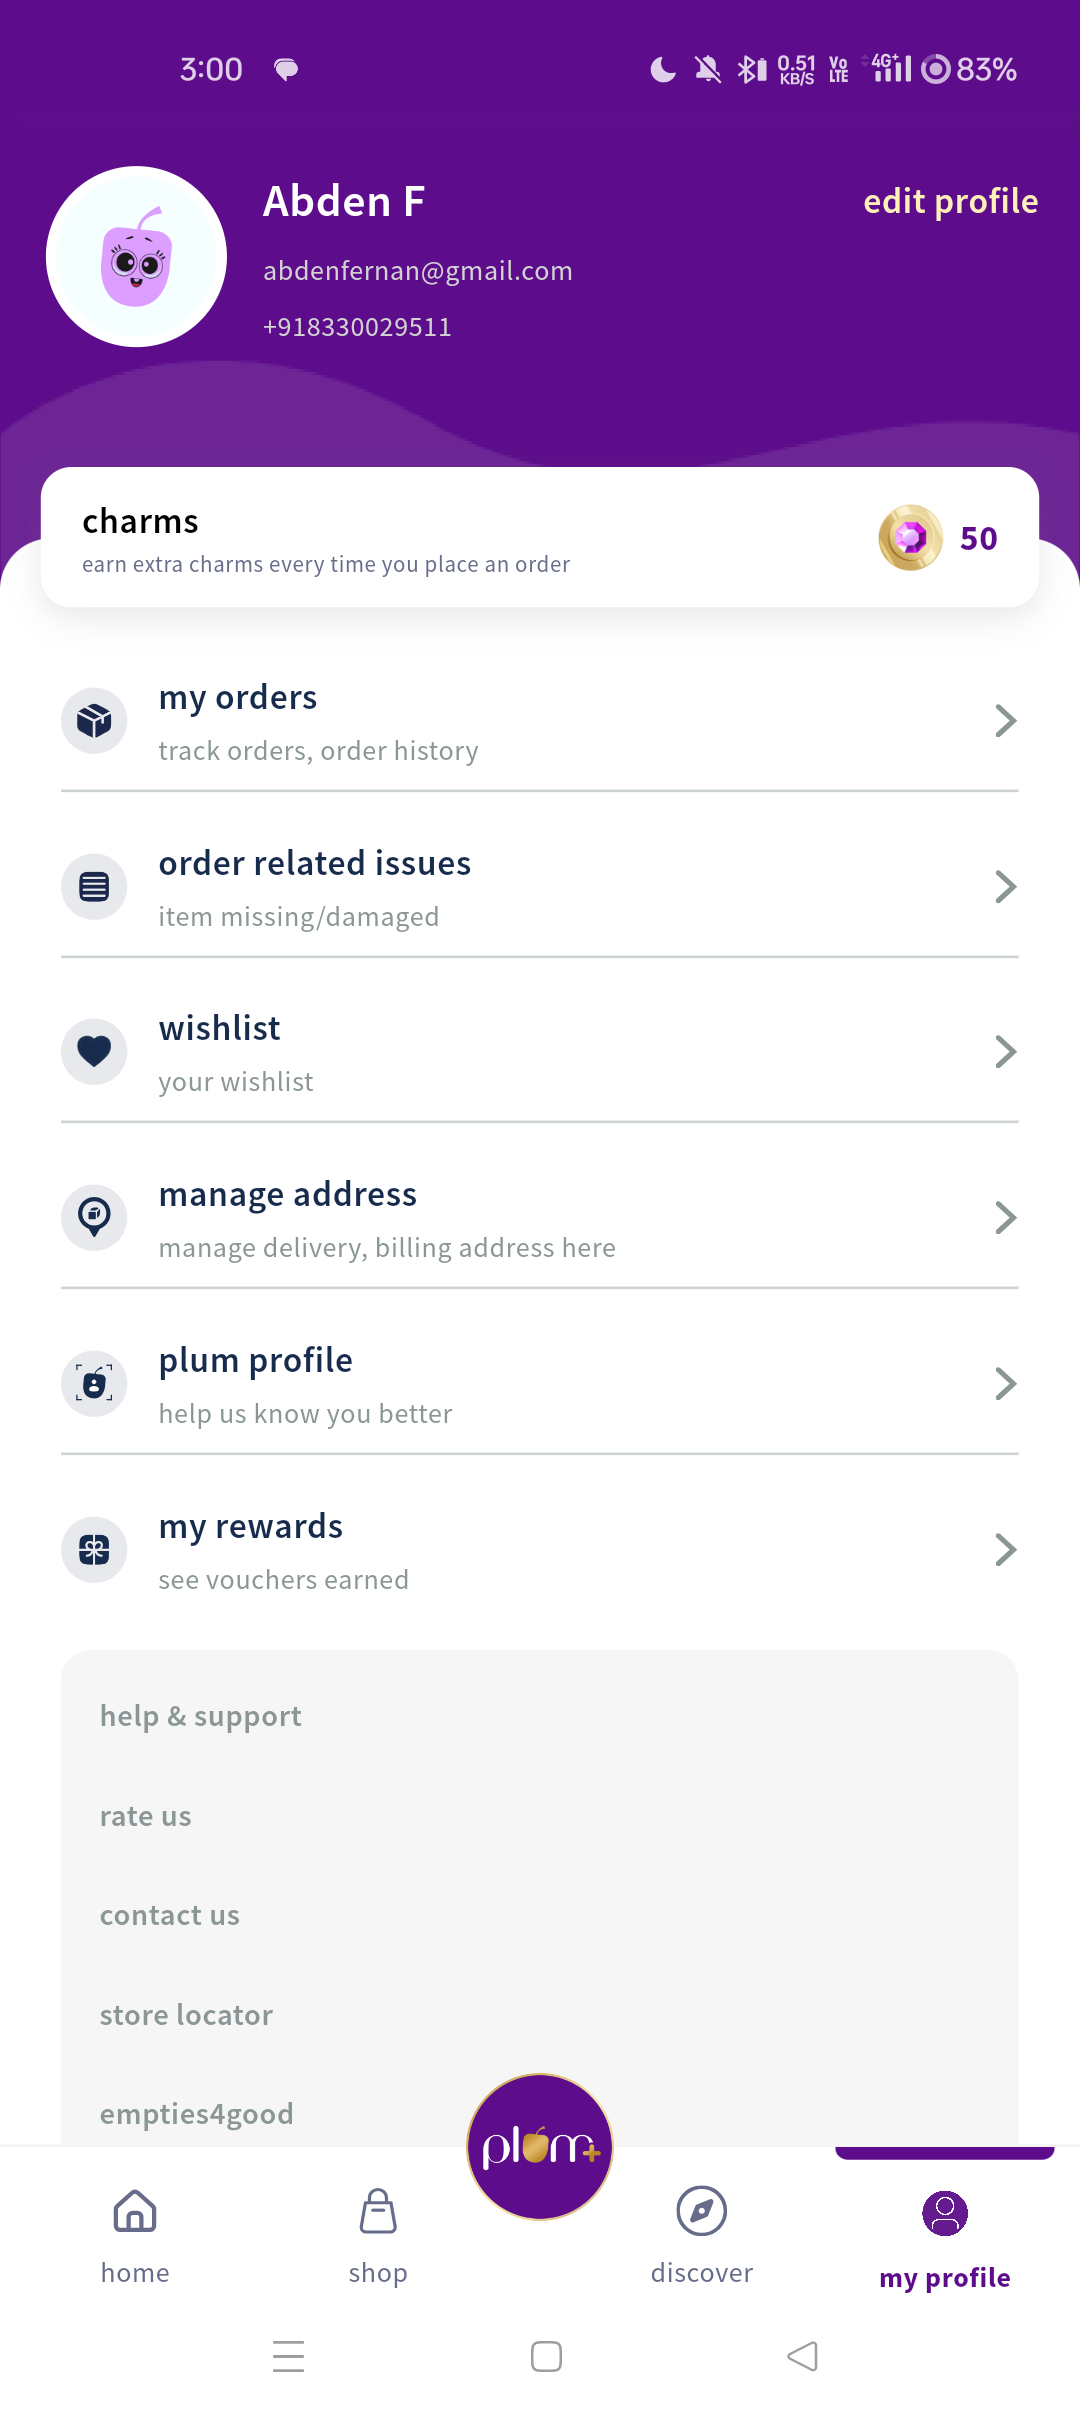 3:00
0.51 KB/S Vo LTE 4G+ 83%
Abden F
edit profile
abdenfernan@gmail.com
+918330029511
charms
earn extra charms every time you place an order
50
my orders
track orders, order history
order related issues
item missing/damaged
wishlist
your wishlist
manage address
manage delivery, billing address here
plum profile
help us know you better
my rewards
see vouchers earned
help & support
rate us
contact us
store locator
empties4good
plum+
home
shop
discover
my profile